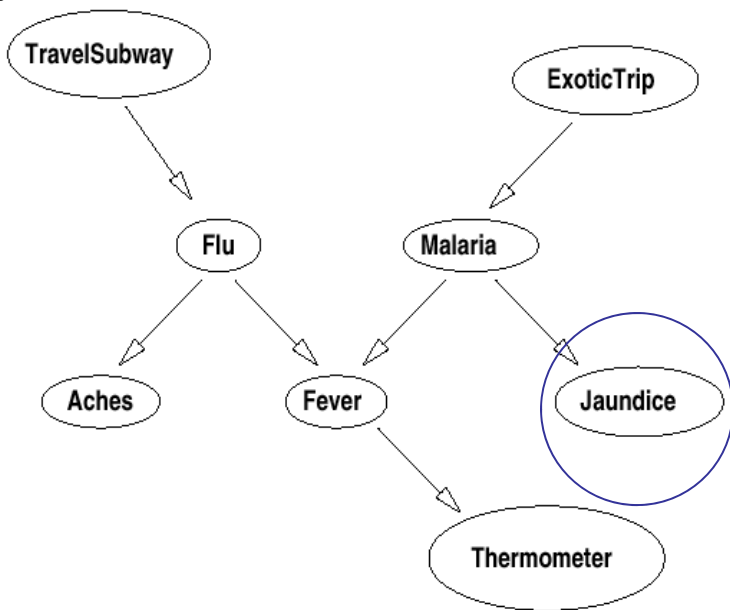 TravelSubway
ExoticTrip
Flu
Malaria
Aches
Fever
Jaundice
Thermometer